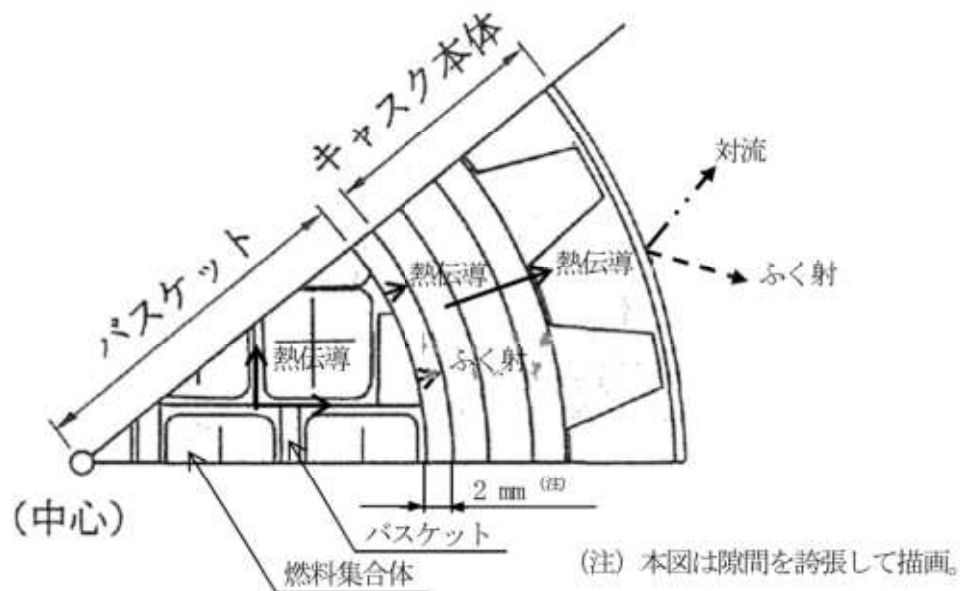 キャスク本体
対流
バスケット
熱伝導
熱伝導
ふく射
熱伝導
ふく射
2 mm (注)
(中心)
バスケット
燃料集合体
(注) 本図は隙間を誇張して描画。